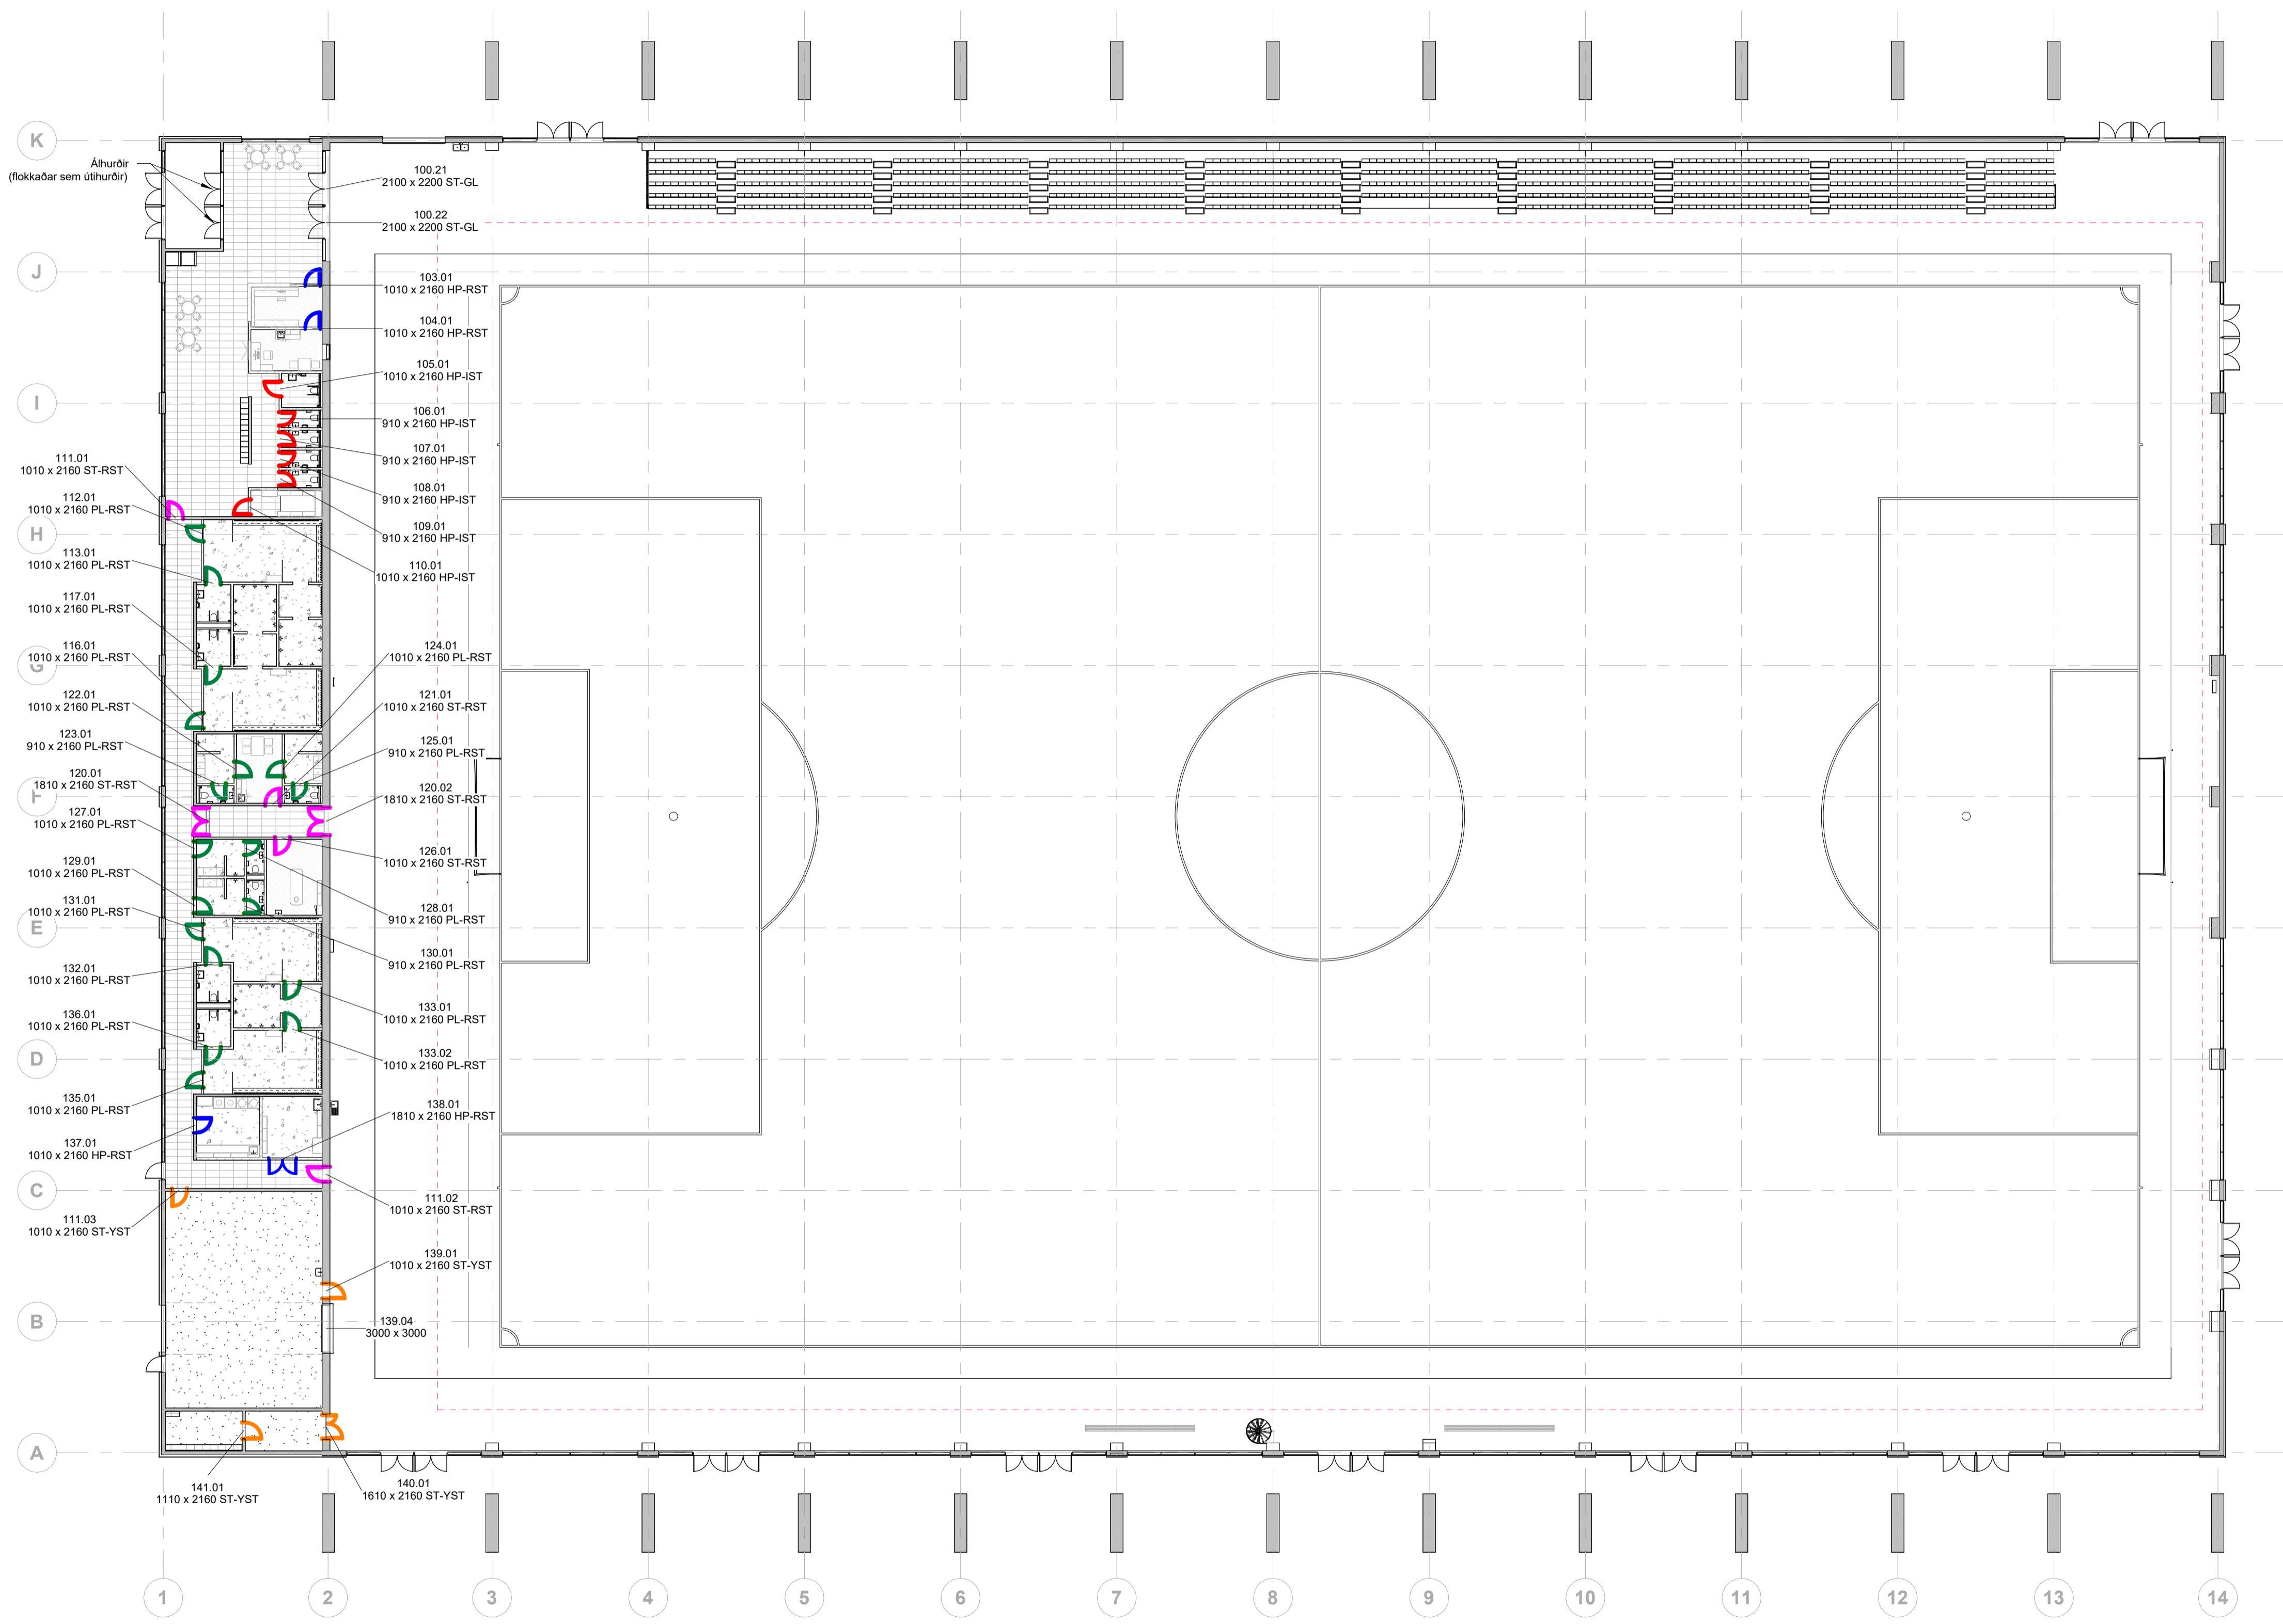 K
Álhurðir
(flokkaðar sem útihurðir)
100.21
2100 x 2200 ST-GL
100.22
2100 x 2200 ST-GL
J
103.01
1010 x 2160 HP-RST
104.01
1010 x 2160 HP-RST
105.01
1010 x 2160 HP-IST
I
106.01
910 x 2160 HP-IST
107.01
910 x 2160 HP-IST
111.01
1010 x 2160 ST-RST
108.01
910 x 2160 HP-IST
112.01
1010 x 2160 PL-RST
H
109.01
910 x 2160 HP-IST
113.01
1010 x 2160 PL-RST
110.01
1010 x 2160 HP-IST
117.01
1010 x 2160 PL-RST
116.01
1010 x 2160 PL-RST
G
124.01
1010 x 2160 PL-RST
122.01
1010 x 2160 PL-RST
121.01
1010 x 2160 ST-RST
123.01
910 x 2160 PL-RST
125.01
910 x 2160 PL-RST
120.01
1810 x 2160 ST-RST
F
120.02
1810 x 2160 ST-RST
127.01
1010 x 2160 PL-RST
126.01
1010 x 2160 ST-RST
129.01
1010 x 2160 PL-RST
131.01
1010 x 2160 PL-RST
128.01
910 x 2160 PL-RST
E
130.01
910 x 2160 PL-RST
132.01
1010 x 2160 PL-RST
133.01
1010 x 2160 PL-RST
136.01
1010 x 2160 PL-RST
D
133.02
1010 x 2160 PL-RST
135.01
1010 x 2160 PL-RST
138.01
1810 x 2160 HP-RST
137.01
1010 x 2160 HP-RST
C
111.02
1010 x 2160 ST-RST
111.03
1010 x 2160 ST-YST
139.01
1010 x 2160 ST-YST
B
139.04
3000 x 3000
A
141.01
1110 x 2160 ST-YST
140.01
1610 x 2160 ST-YST
1 2 3 4 5 6 7 8 9 10 11 12 13 14